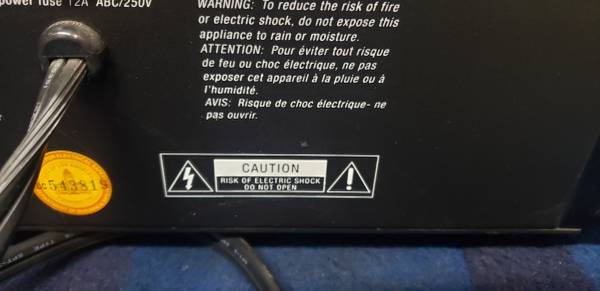 power fuse 12A ABC/250V
WARNING: To reduce the risk of fire
or electric shock, do not expose this
appliance to rain or moisture.
ATTENTION: Pour éviter tout risque
de feu ou choc électrique, ne pas
exposer cet appareil à la pluie ou à
l'humidité.
AVIS: Risque de choc électrique- ne
pas ouvrir.
543819
CAUTION
RISK OF ELECTRIC SHOCK
DO NOT OPEN